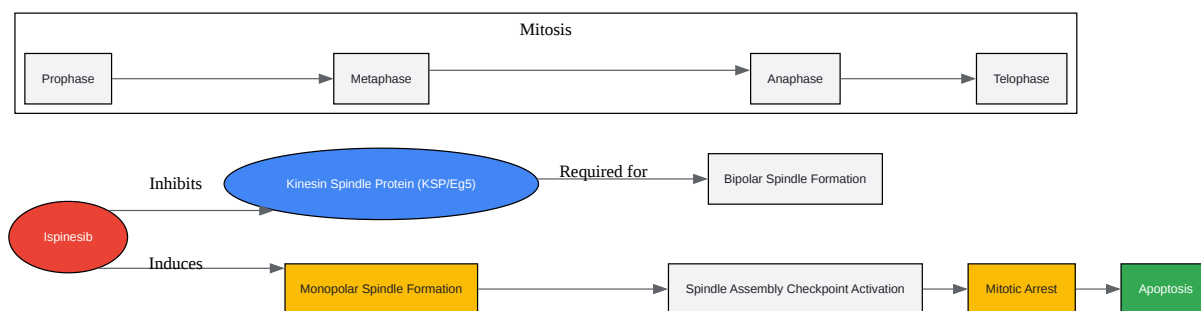 Mitosis
Prophase
Metaphase
Anaphase
Telophase
Inhibits
Kinesin Spindle Protein (KSP/Eg5)
Required for
Bipolar Spindle Formation
Ispinesib
Induces
Monopolar Spindle Formation
Spindle Assembly Checkpoint Activation
Mitotic Arrest
Apoptosis